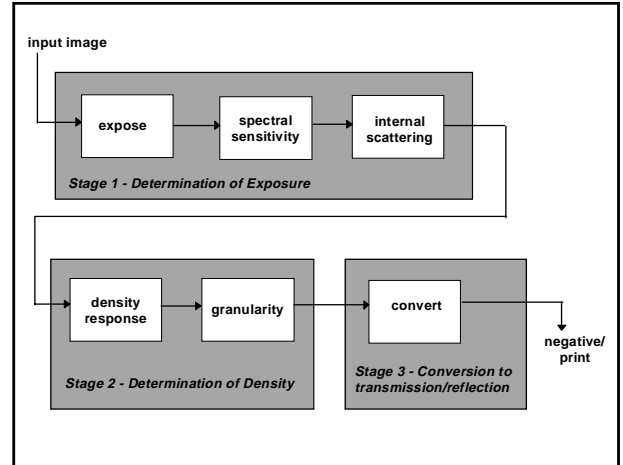 input image
expose
spectral
sensitivity
internal
scattering
Stage 1 - Determination of Exposure
density
response
granularity
Stage 2 - Determination of Density
convert
Stage 3 - Conversion to
transmission/reflection
negative/
print